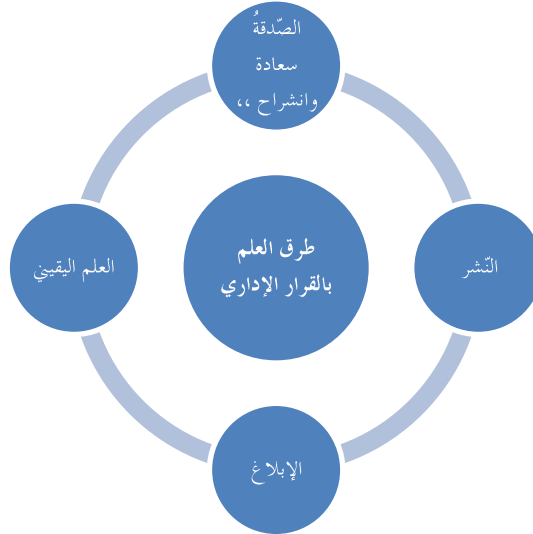 الصّدقةُ
سعادة
وانشراح ،،
طرق العلم
بالقرار الإداري
النّشر
العلم اليقيني
الإبلاغ